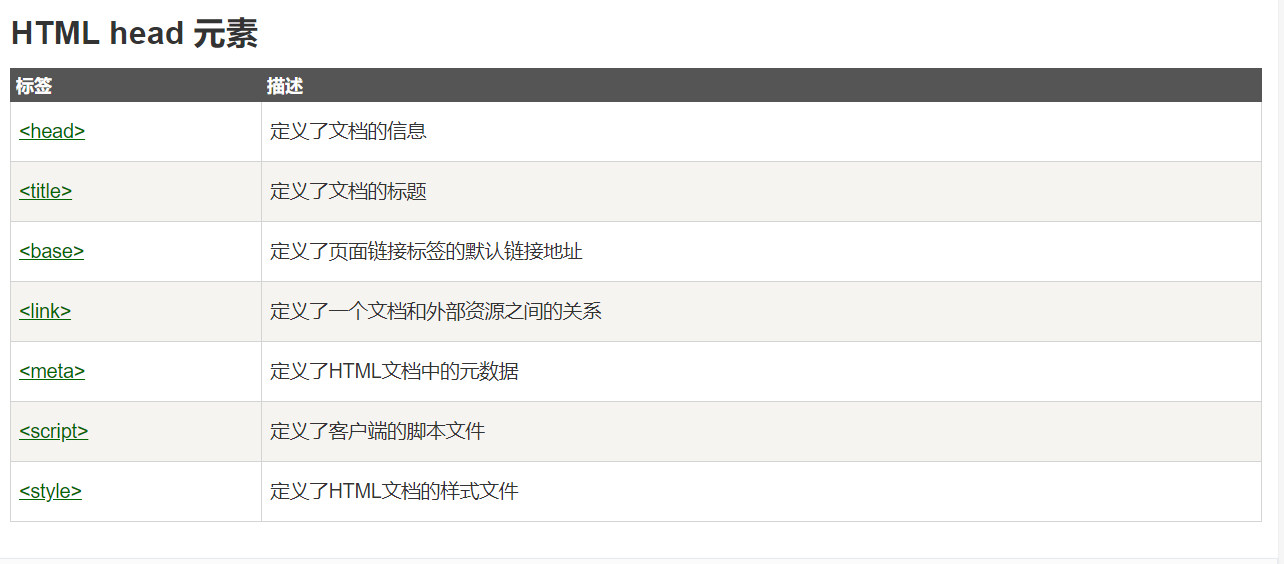 HTML head 元素
标签 描述
<head> 定义了文档的信息
<title> 定义了文档的标题
<base> 定义了页面链接标签的默认链接地址
<link> 定义了一个文档和外部资源之间的关系
<meta> 定义了HTML文档中的元数据
<script> 定义了客户端的脚本文件
<style> 定义了HTML文档的样式文件